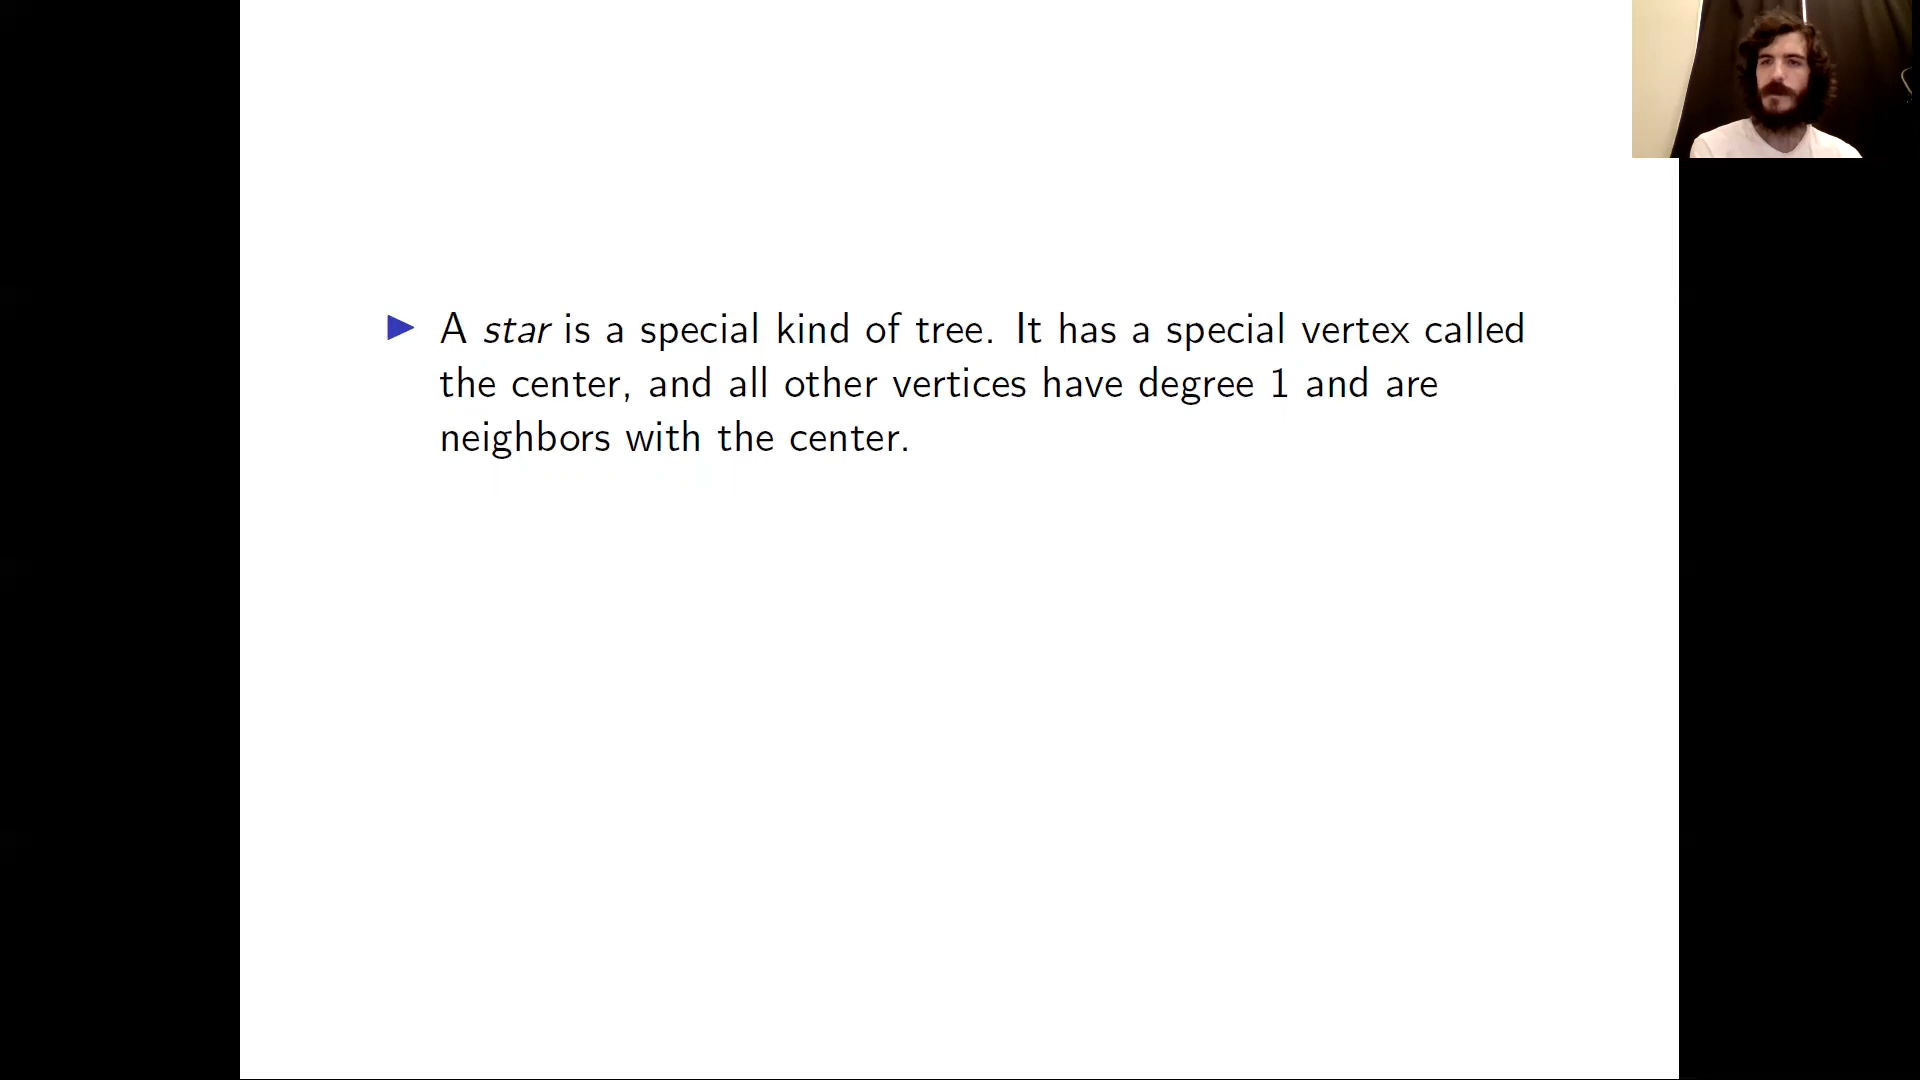 A star is a special kind of tree. It has a special vertex called
the center, and all other vertices have degree 1 and are
neighbors with the center.